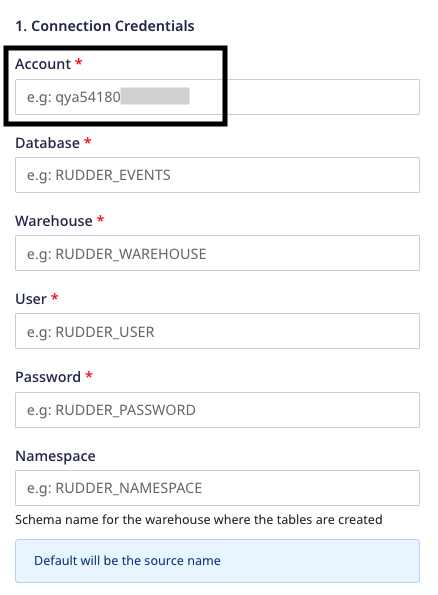 1. Connection Credentials
Account *
e.g: qya54180
Database *
e.g: RUDDER_EVENTS
Warehouse *
e.g: RUDDER_WAREHOUSE
User *
e.g: RUDDER_USER
Password *
e.g: RUDDER_PASSWORD
Namespace
e.g: RUDDER_NAMESPACE
Schema name for the warehouse where the tables are created
Default will be the source name